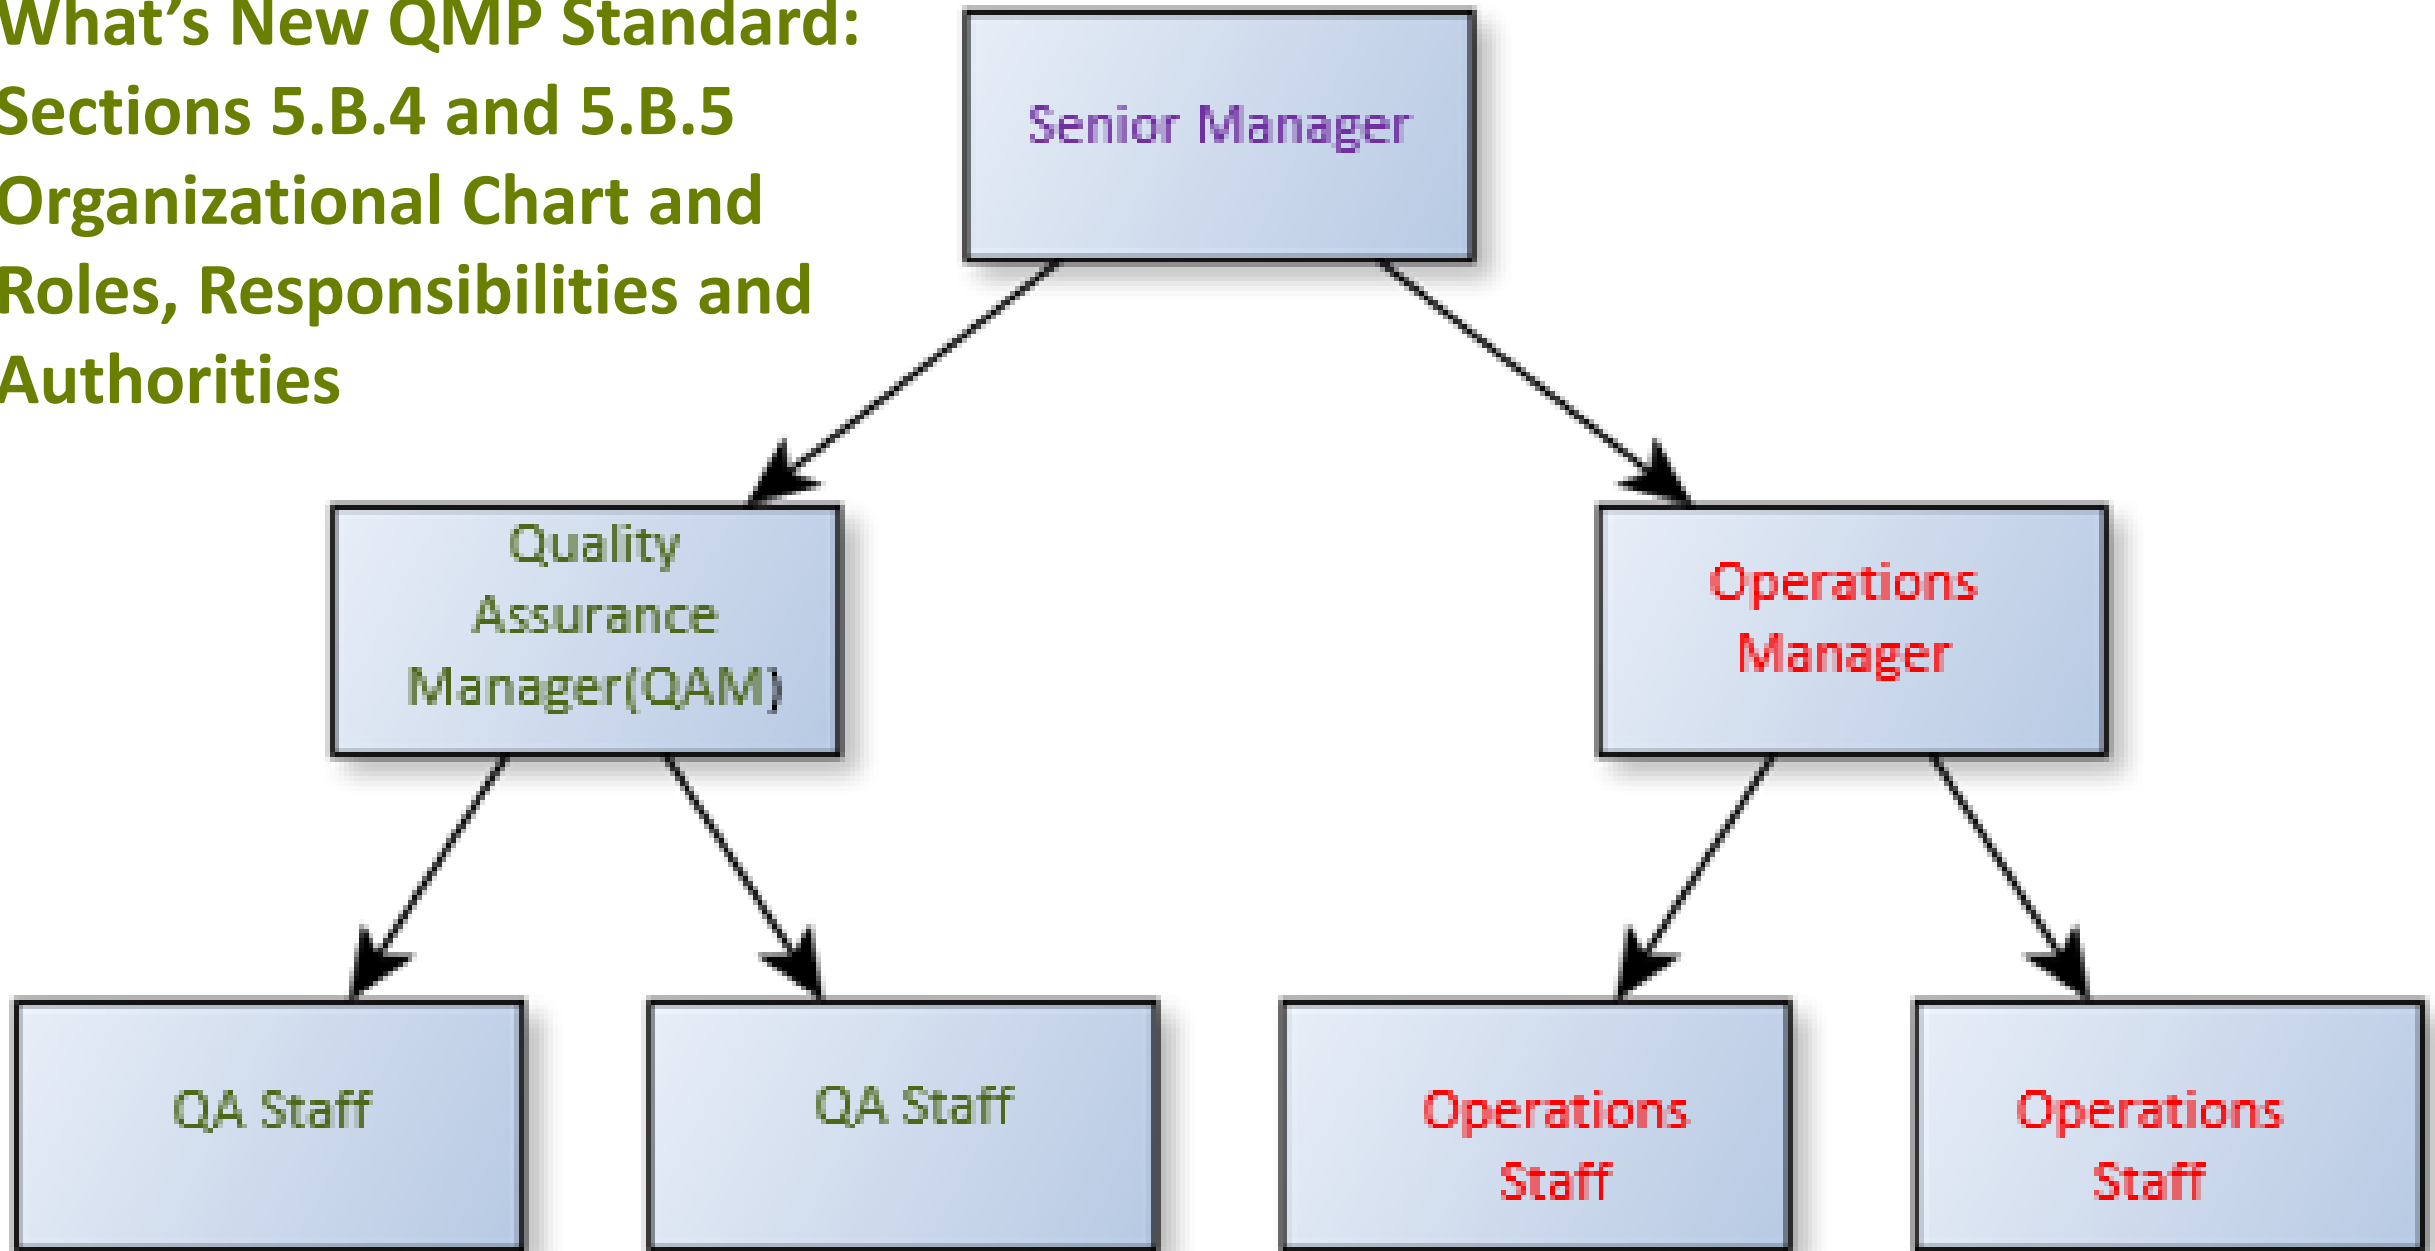 What's New QMP Standard:
Sections 5.B.4 and 5.B.5
Organizational Chart and
Roles, Responsibilities and
Authorities
Senior Manager
Quality
Assurance
Manager(QAM)
Operations
Manager
QA Staff
QA Staff
Operations
Staff
Operations
Staff